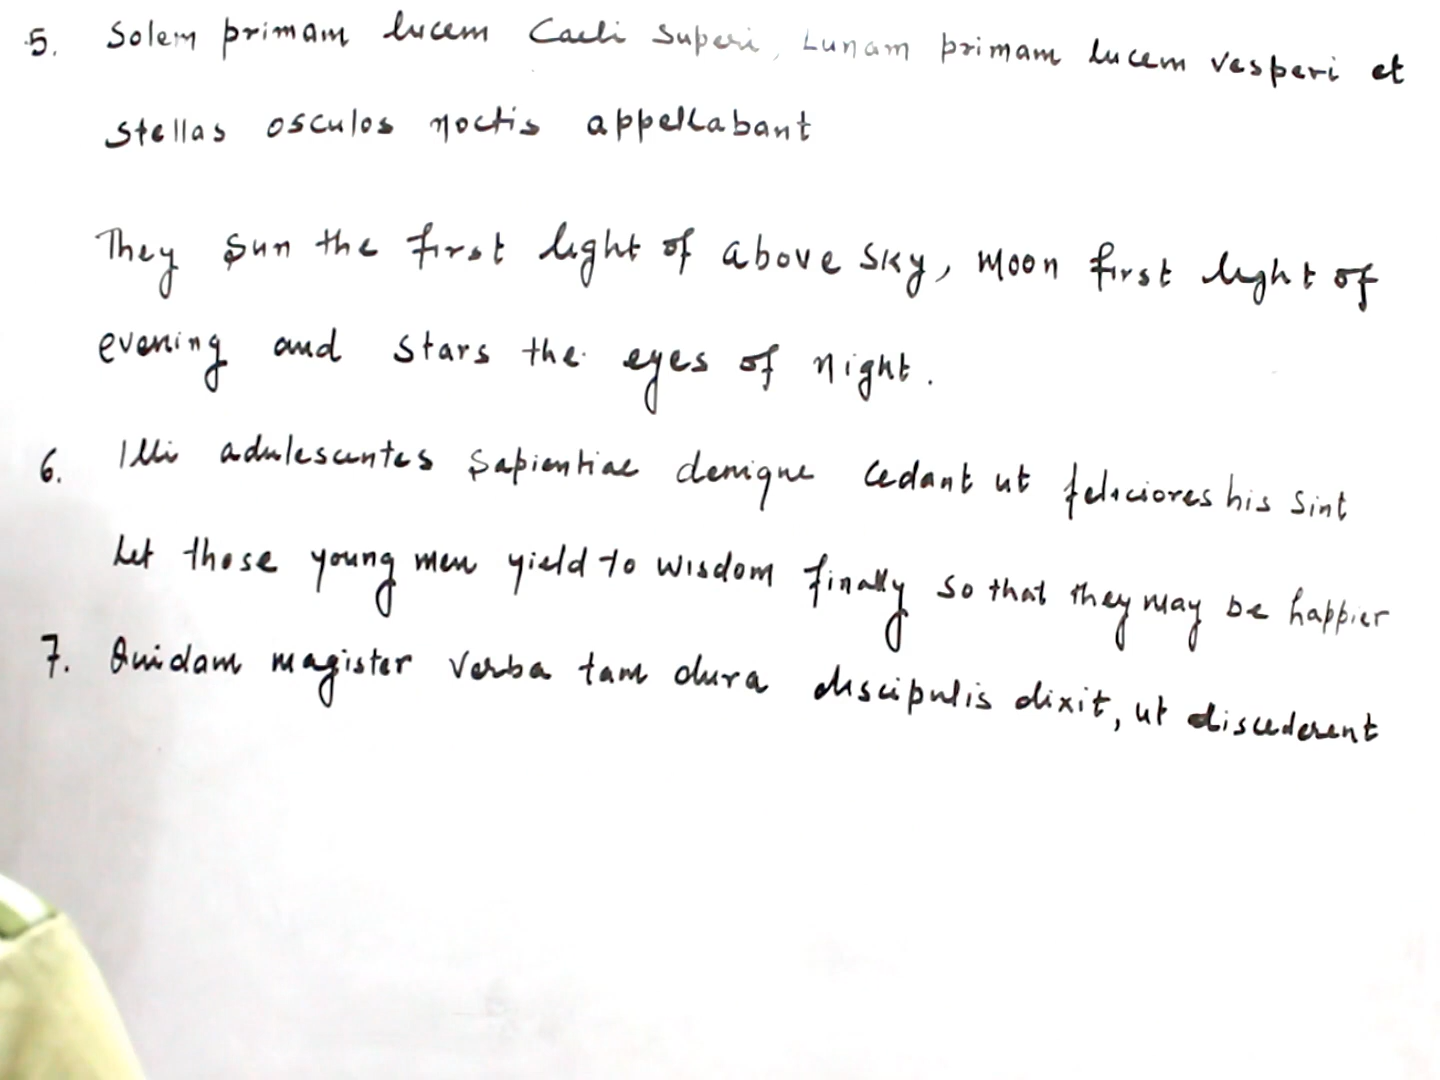 5. Solem primam lucem Caeli Superi, Lunam primam lucem vesperi et
Stellas osculos noctis appellabant
They Sun the first light of above sky, Moon first light of
evening and stars the eyes of night.
6. Illi adulescentes Sapientiae denique Cedant ut feliciores his sint
Let those young men yield to wisdom finally so that they may be happier
7. Quidam magister verba tam dura discipulis dixit, ut discederent